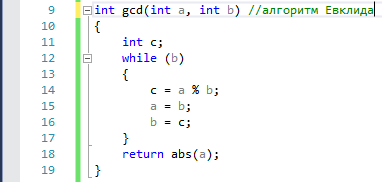 9 int gcd(int a, int b) //алгоритм Евклида
10 {
11 int c;
12 while (b)
13 {
14 c = a % b;
15 a = b;
16 b = c;
17 }
18 return abs(a);
19 }